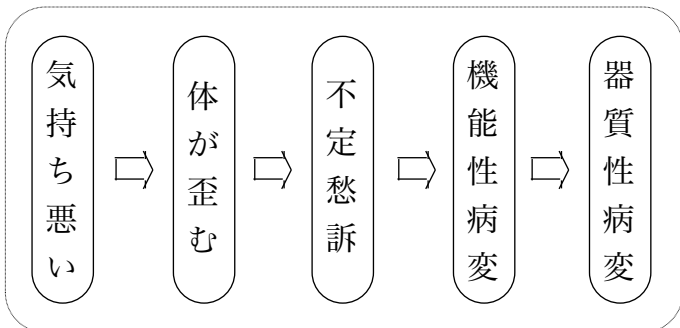 気持ち悪い
体が歪む
不定愁訴
機能性病変
器質性病変